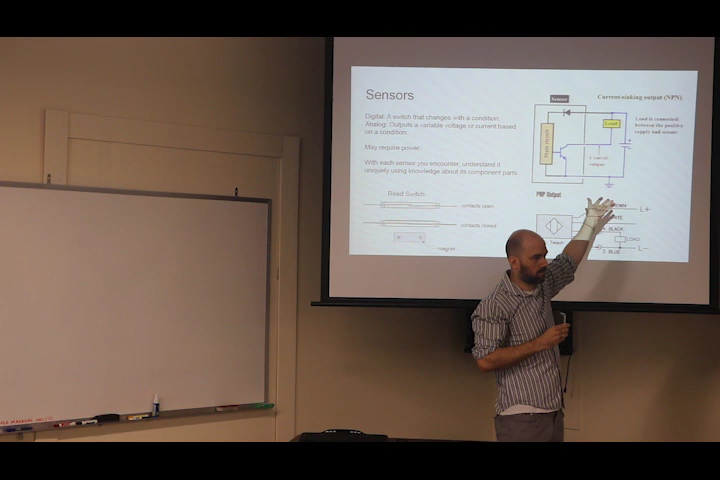 Sensors
Digital: A switch that changes with a condition.
Analog: Outputs a variable voltage or current based
on a condition.
May require power.
With each sensor you encounter, understand it
uniquely using knowledge about its component parts
Reed Switch
contacts open
contacts closed
magnet
Sensor
Current-sinking output (NPN)
Load
Load is connected
between the positive
supply and sensor
Main circuit
+
PNP Output
BROWN
L+
BLACK
LOAD
BLUE
L−